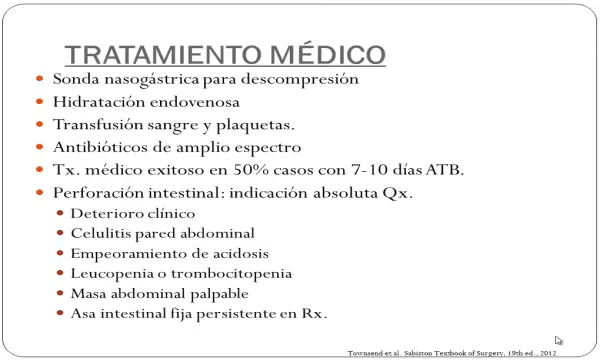 TRATAMIENTO MÉDICO
• Sonda nasogástrica para descompresión
• Hidratación endovenosa
• Transfusión sangre y plaquetas.
• Antibióticos de amplio espectro
• Tx. médico exitoso en 50% casos con 7-10 días ATB.
• Perforación intestinal: indicación absoluta Qx.
• Deterioro clínico
• Celulitis pared abdominal
• Empeoramiento de acidosis
• Leucopenia o trombocitopenia
• Masa abdominal palpable
• Asa intestinal fija persistente en Rx.
Townsend et al. Sabiston Textbook of Surgery, 19th ed., 2012